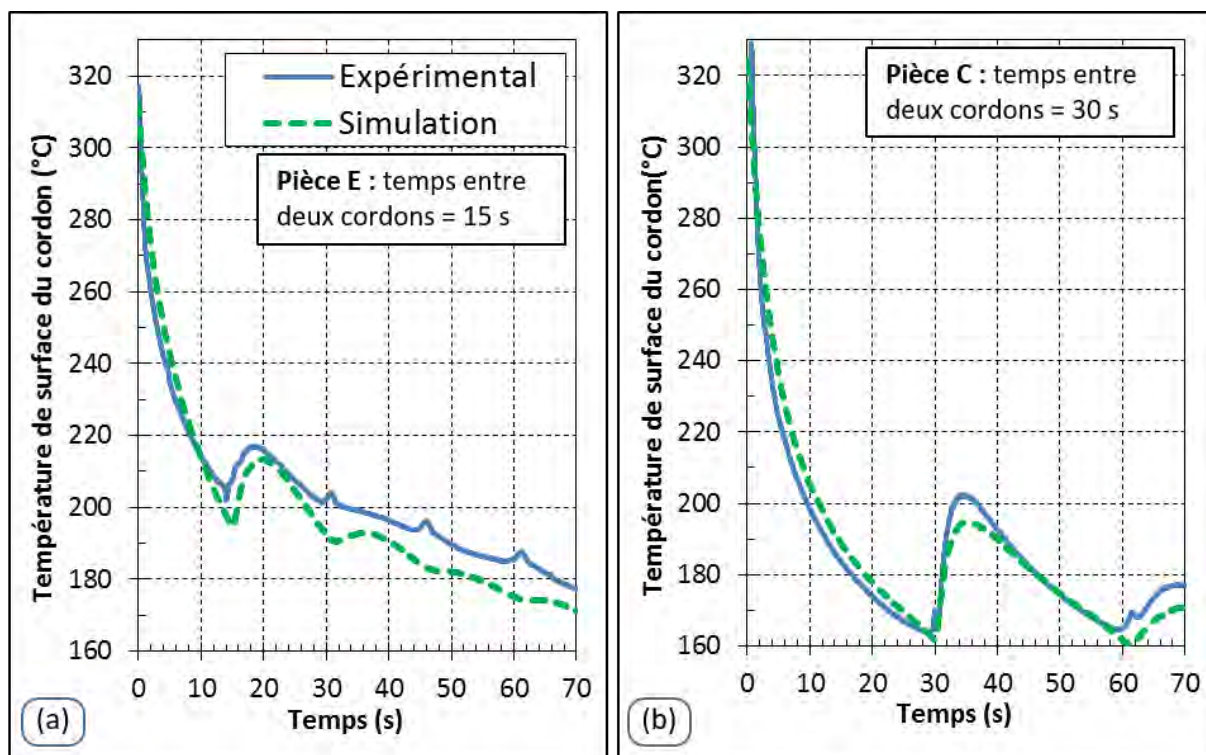 Température de surface du cordon (°C)
320
300
280
260
240
220
200
180
160
Expérimental
Simulation
Pièce E : temps entre
deux cordons = 15 s
0 10 20 30 40 50 60 70
Temps (s)
(a)
Température de surface du cordon(°C)
320
300
280
260
240
220
200
180
160
Pièce C : temps entre
deux cordons = 30 s
0 10 20 30 40 50 60 70
Temps (s)
(b)